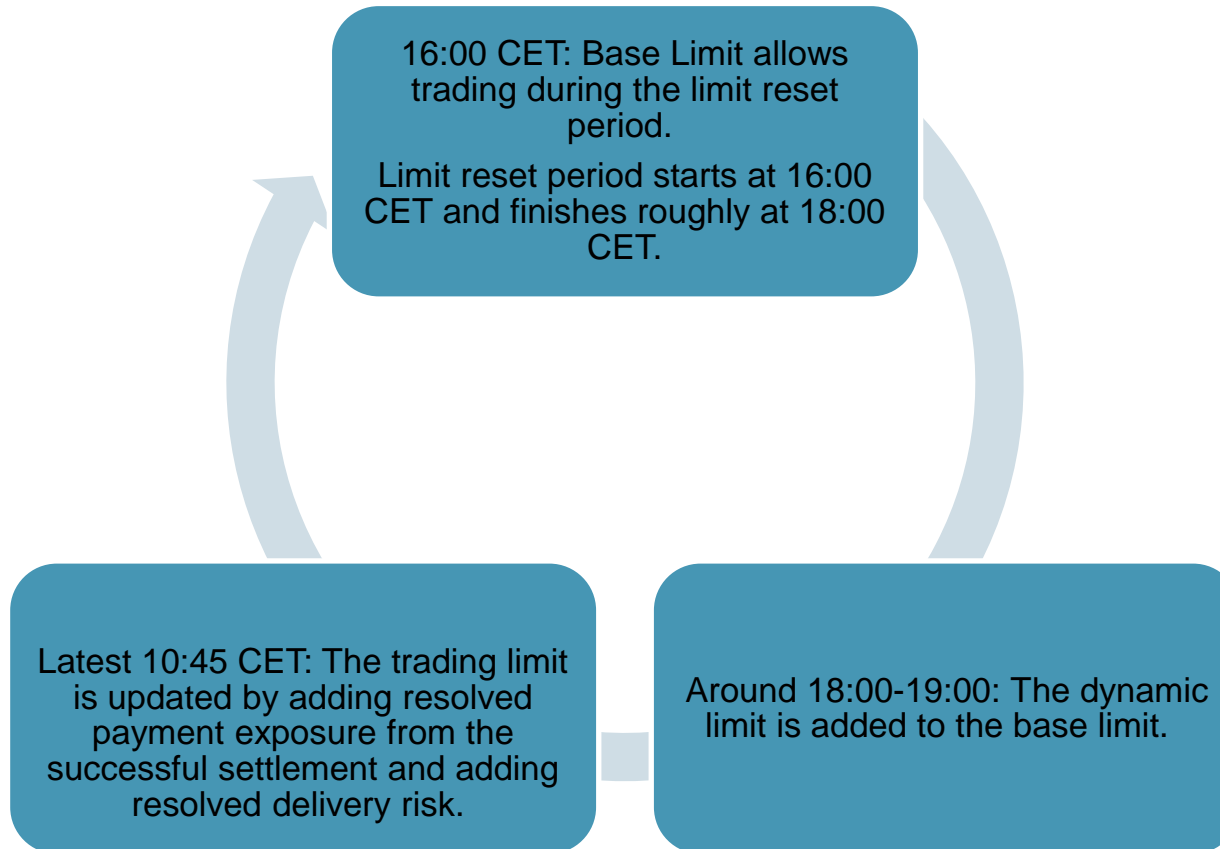 16:00 CET: Base Limit allows
trading during the limit reset
period.
Limit reset period starts at 16:00
CET and finishes roughly at 18:00
CET.
Around 18:00-19:00: The dynamic
limit is added to the base limit.
Latest 10:45 CET: The trading limit
is updated by adding resolved
payment exposure from the
successful settlement and adding
resolved delivery risk.